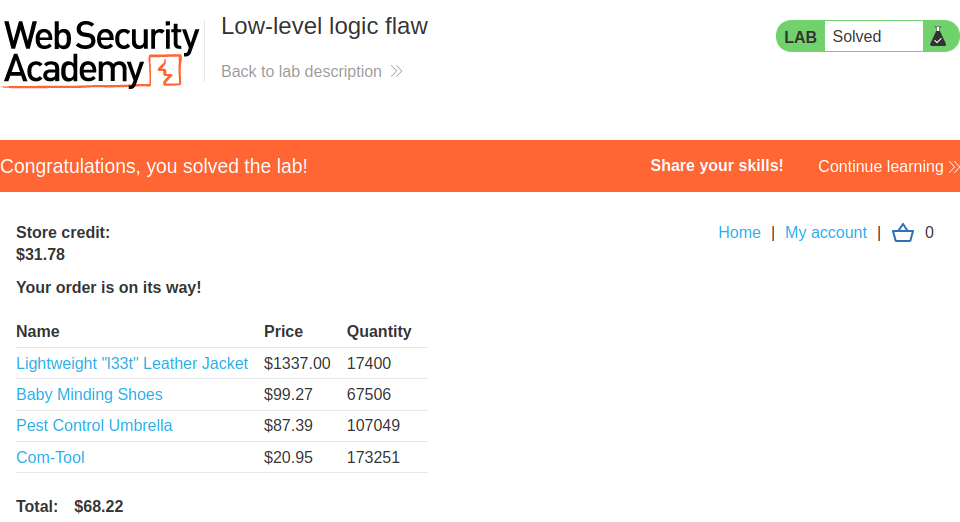 Web Security
Academy
Low-level logic flaw
Back to lab description
LAB Solved
Congratulations, you solved the lab!
Share your skills! Continue learning
Store credit:
$31.78
Home | My account | 0
Your order is on its way!
Name Price Quantity
Lightweight "l33t" Leather Jacket $1337.00 17400
Baby Minding Shoes $99.27 67506
Pest Control Umbrella $87.39 107049
Com-Tool $20.95 173251
Total: $68.22